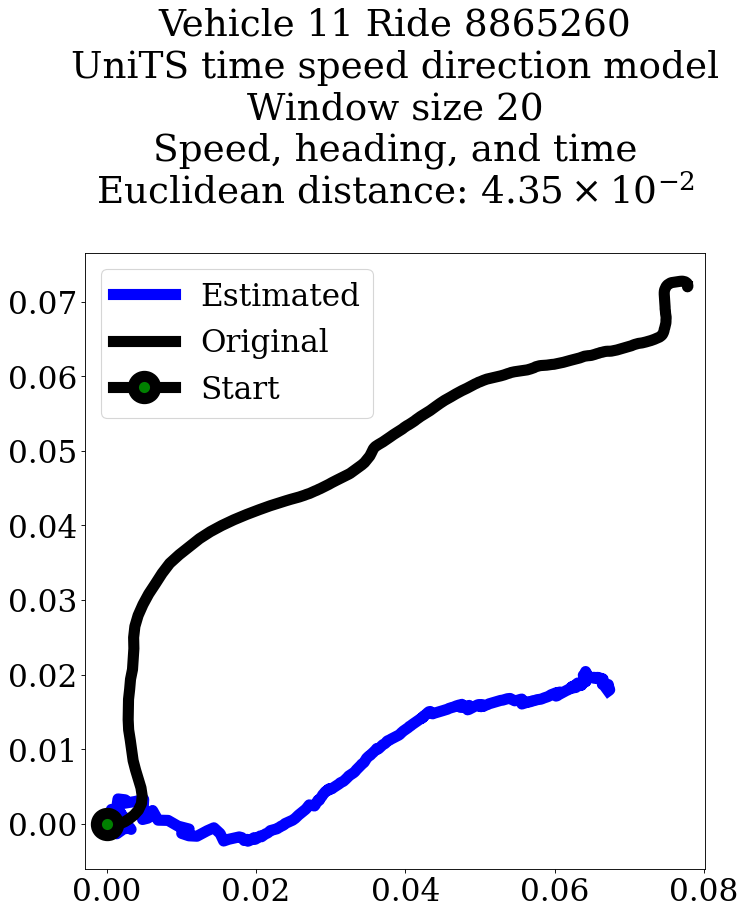 Vehicle 11 Ride 8865260
UniTS time speed direction model
Window size 20
Speed, heading, and time
Euclidean distance: 4.35 × 10⁻²
Estimated
Original
Start
0.07
0.06
0.05
0.04
0.03
0.02
0.01
0.00
0.00 0.02 0.04 0.06 0.08